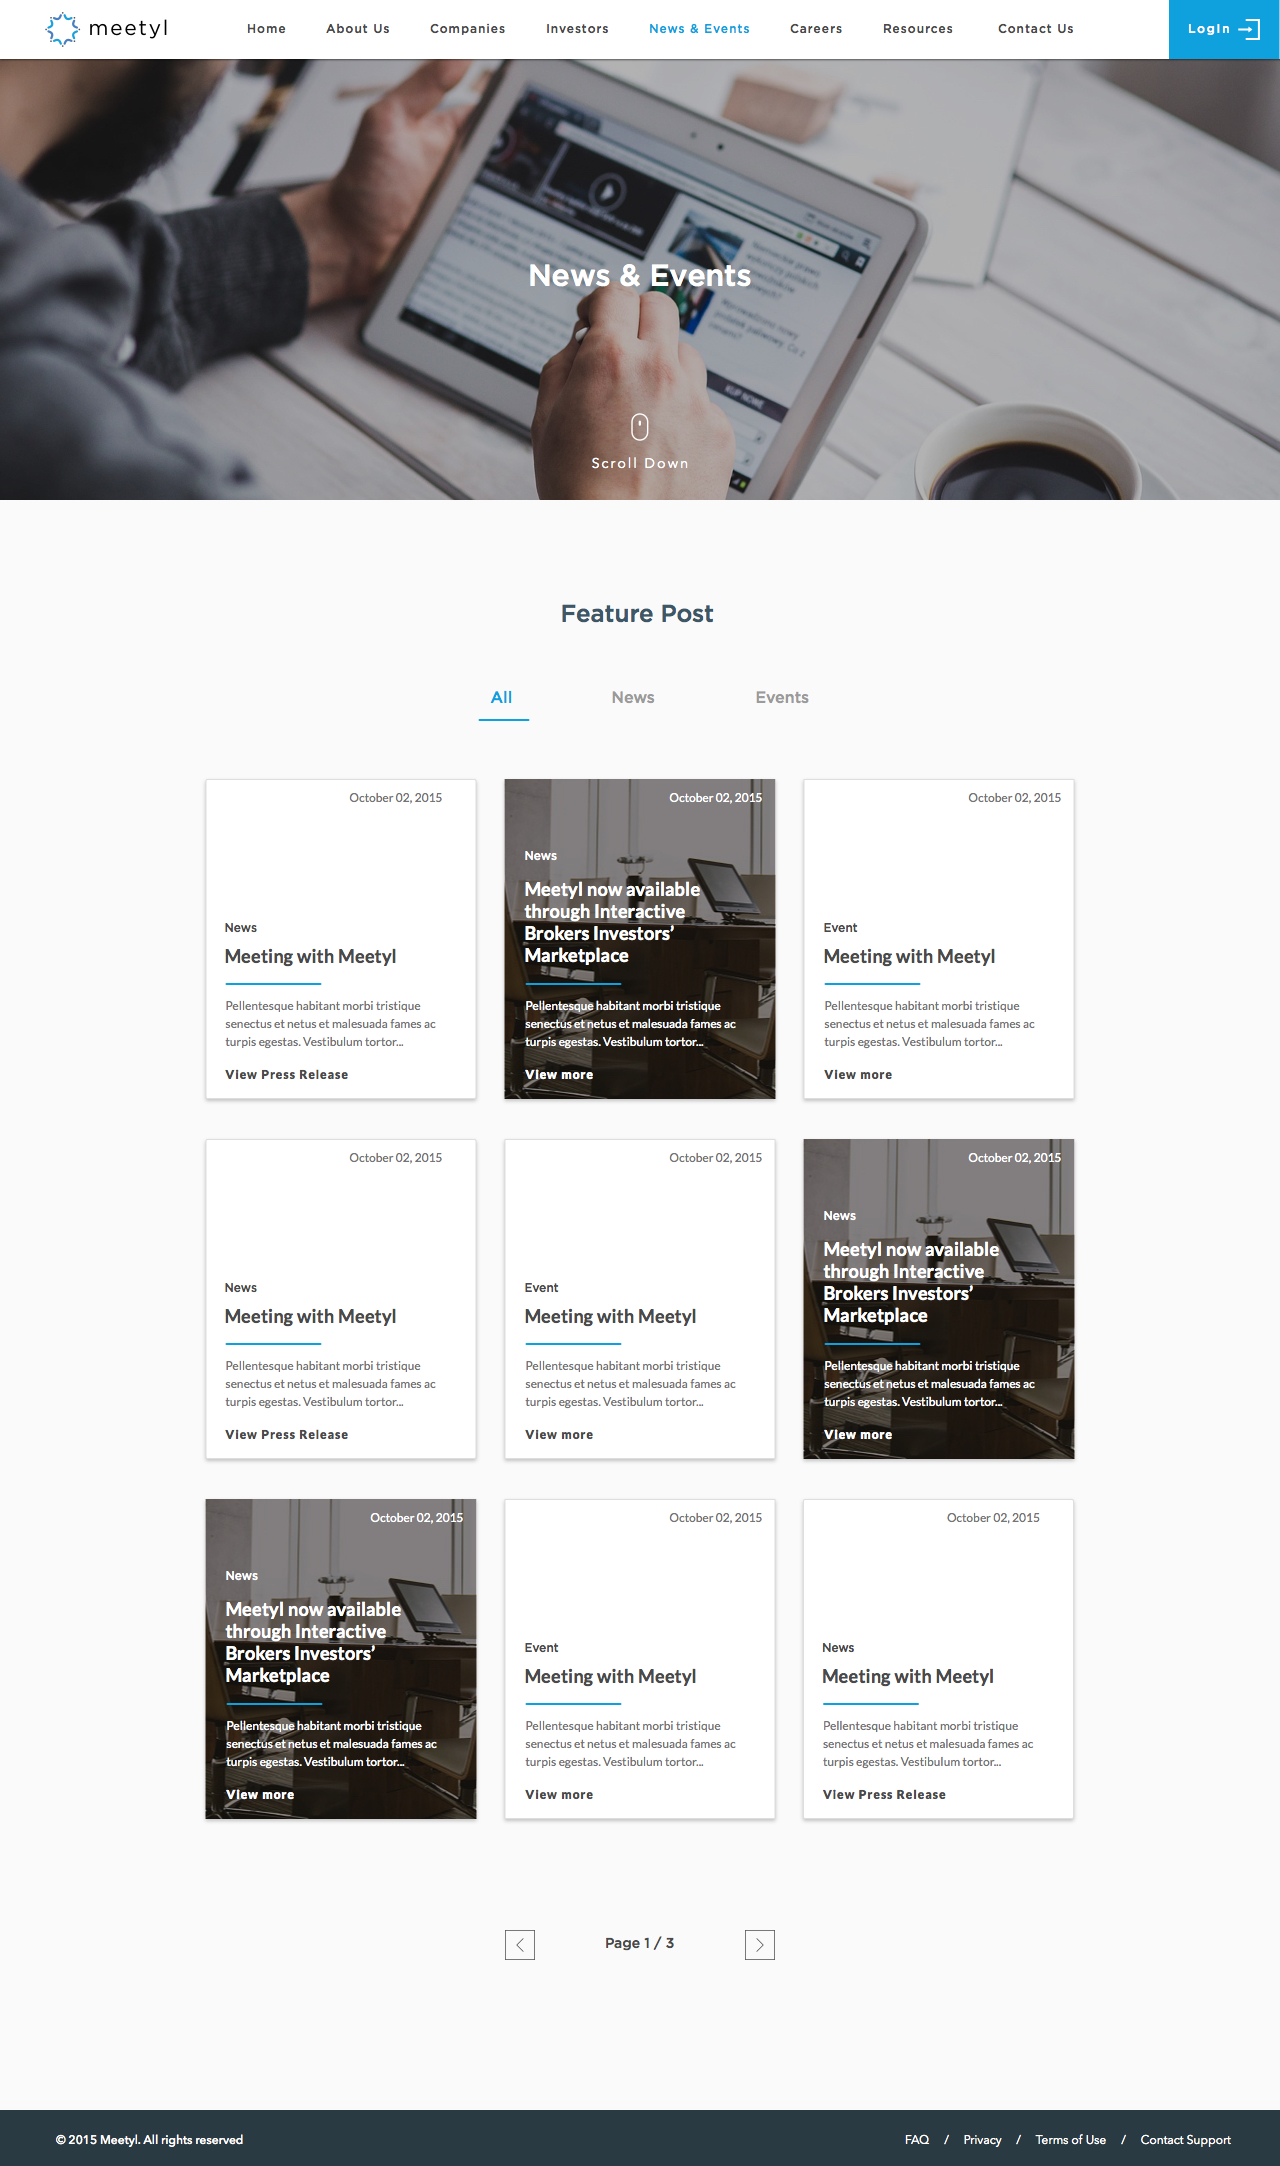 meetyl
Home About Us Companies Investors News & Events Careers Resources Contact Us Login
News & Events
KUP NOWE
Scroll Down
Feature Post
All News Events
October 02, 2015
News
Meeting with Meetyl
Pellentesque habitant morbi tristique
senectus et netus et malesuada fames ac
turpis egestas. Vestibulum tortor...
View Press Release
October 02, 2015
News
Meetyl now available
through Interactive
Brokers Investors’
Marketplace
Pellentesque habitant morbi tristique
senectus et netus et malesuada fames ac
turpis egestas. Vestibulum tortor...
View more
October 02, 2015
Event
Meeting with Meetyl
Pellentesque habitant morbi tristique
senectus et netus et malesuada fames ac
turpis egestas. Vestibulum tortor...
View more
October 02, 2015
News
Meeting with Meetyl
Pellentesque habitant morbi tristique
senectus et netus et malesuada fames ac
turpis egestas. Vestibulum tortor...
View Press Release
October 02, 2015
Event
Meeting with Meetyl
Pellentesque habitant morbi tristique
senectus et netus et malesuada fames ac
turpis egestas. Vestibulum tortor...
View more
October 02, 2015
News
Meetyl now available
through Interactive
Brokers Investors’
Marketplace
Pellentesque habitant morbi tristique
senectus et netus et malesuada fames ac
turpis egestas. Vestibulum tortor...
View more
October 02, 2015
News
Meetyl now available
through Interactive
Brokers Investors’
Marketplace
Pellentesque habitant morbi tristique
senectus et netus et malesuada fames ac
turpis egestas. Vestibulum tortor...
View more
October 02, 2015
Event
Meeting with Meetyl
Pellentesque habitant morbi tristique
senectus et netus et malesuada fames ac
turpis egestas. Vestibulum tortor...
View more
October 02, 2015
News
Meeting with Meetyl
Pellentesque habitant morbi tristique
senectus et netus et malesuada fames ac
turpis egestas. Vestibulum tortor...
View Press Release
Page 1 / 3
© 2015 Meetyl. All rights reserved
FAQ / Privacy / Terms of Use / Contact Support